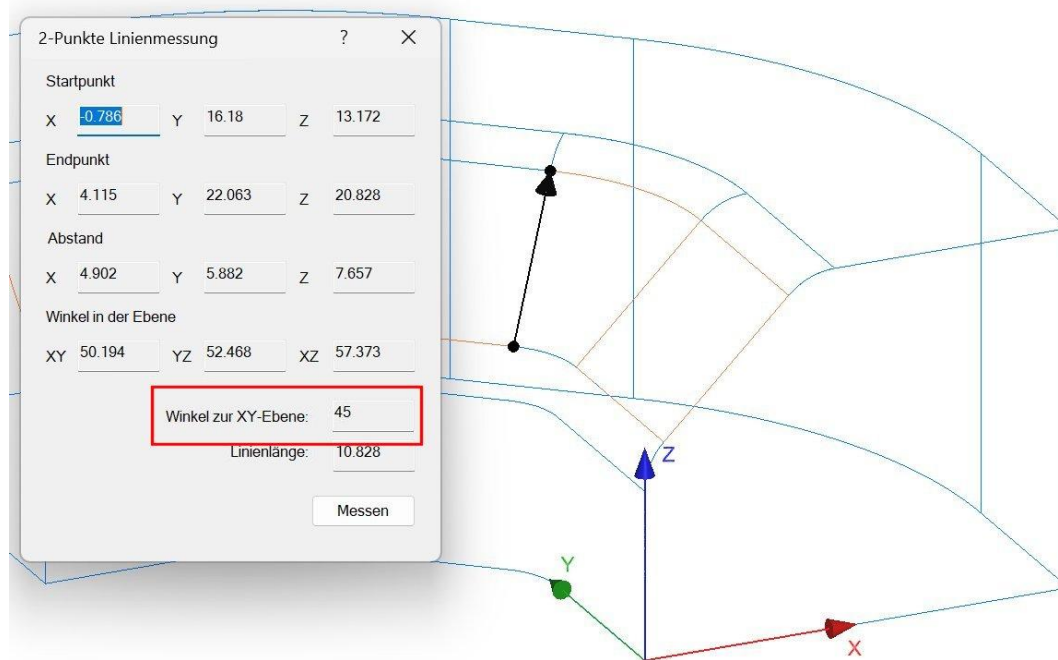 2-Punkte Linienmessung ? X
Startpunkt
X -0.786 Y 16.18 Z 13.172
Endpunkt
X 4.115 Y 22.063 Z 20.828
Abstand
X 4.902 Y 5.882 Z 7.657
Winkel in der Ebene
XY 50.194 YZ 52.468 XZ 57.373
Winkel zur XY-Ebene: 45
Linienlänge: 10.828
Messen
Z
Y
X